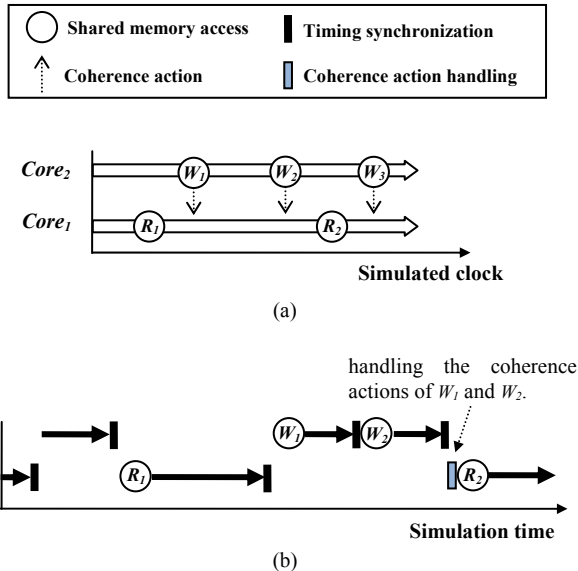 Shared memory access
Timing synchronization
Coherence action
Coherence action handling
Core2
W1 W2 W3
Core1
R1 R2
Simulated clock
(a)
handling the coherence
actions of W1 and W2.
W1 W2
R1 R2
Simulation time
(b)